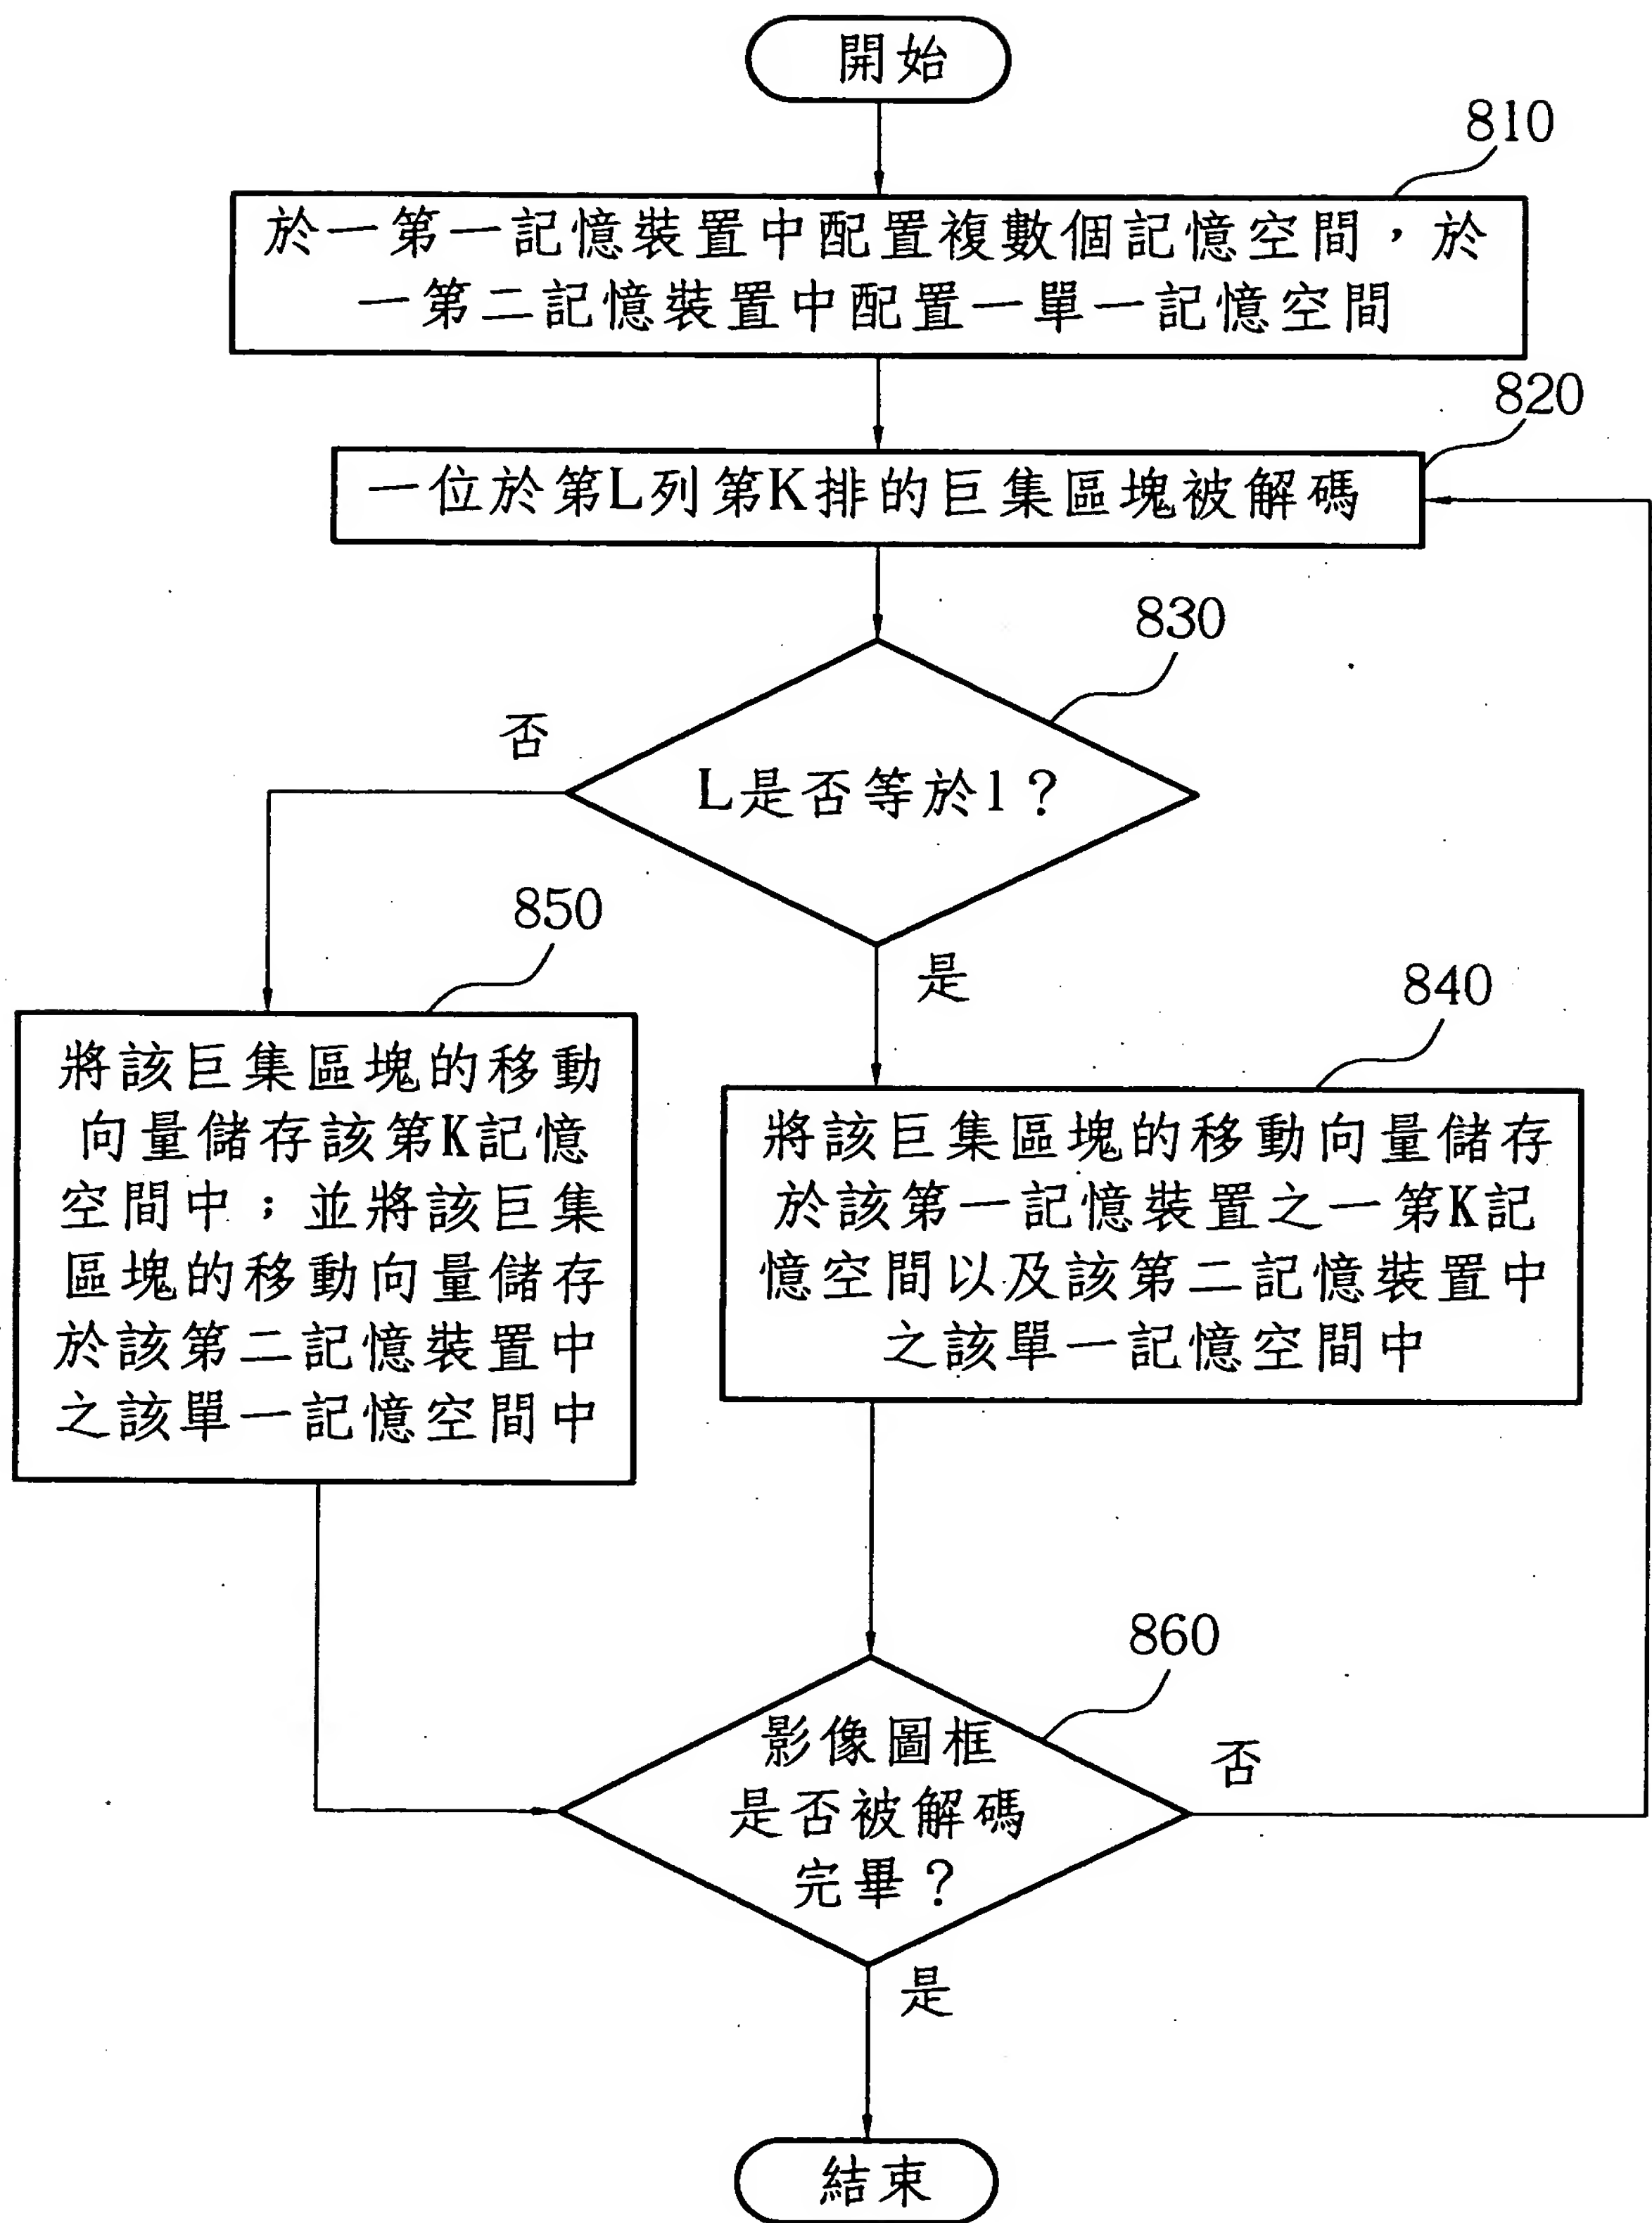 開始
810
於一第一記憶裝置中配置複數個記憶空間，於
一第二記憶裝置中配置一單一記憶空間
820
一位於第L列第K排的巨集區塊被解碼
830
否
L是否等於1？
是
850
將該巨集區塊的移動
向量儲存該第K記憶
空間中；並將該巨集
區塊的移動向量儲存
於該第二記憶裝置中
之該單一記憶空間中
840
將該巨集區塊的移動向量儲存
於該第一記憶裝置之一第K記
憶空間以及該第二記憶裝置中
之該單一記憶空間中
860
影像圖框
是否被解碼
完畢？
否
是
結束